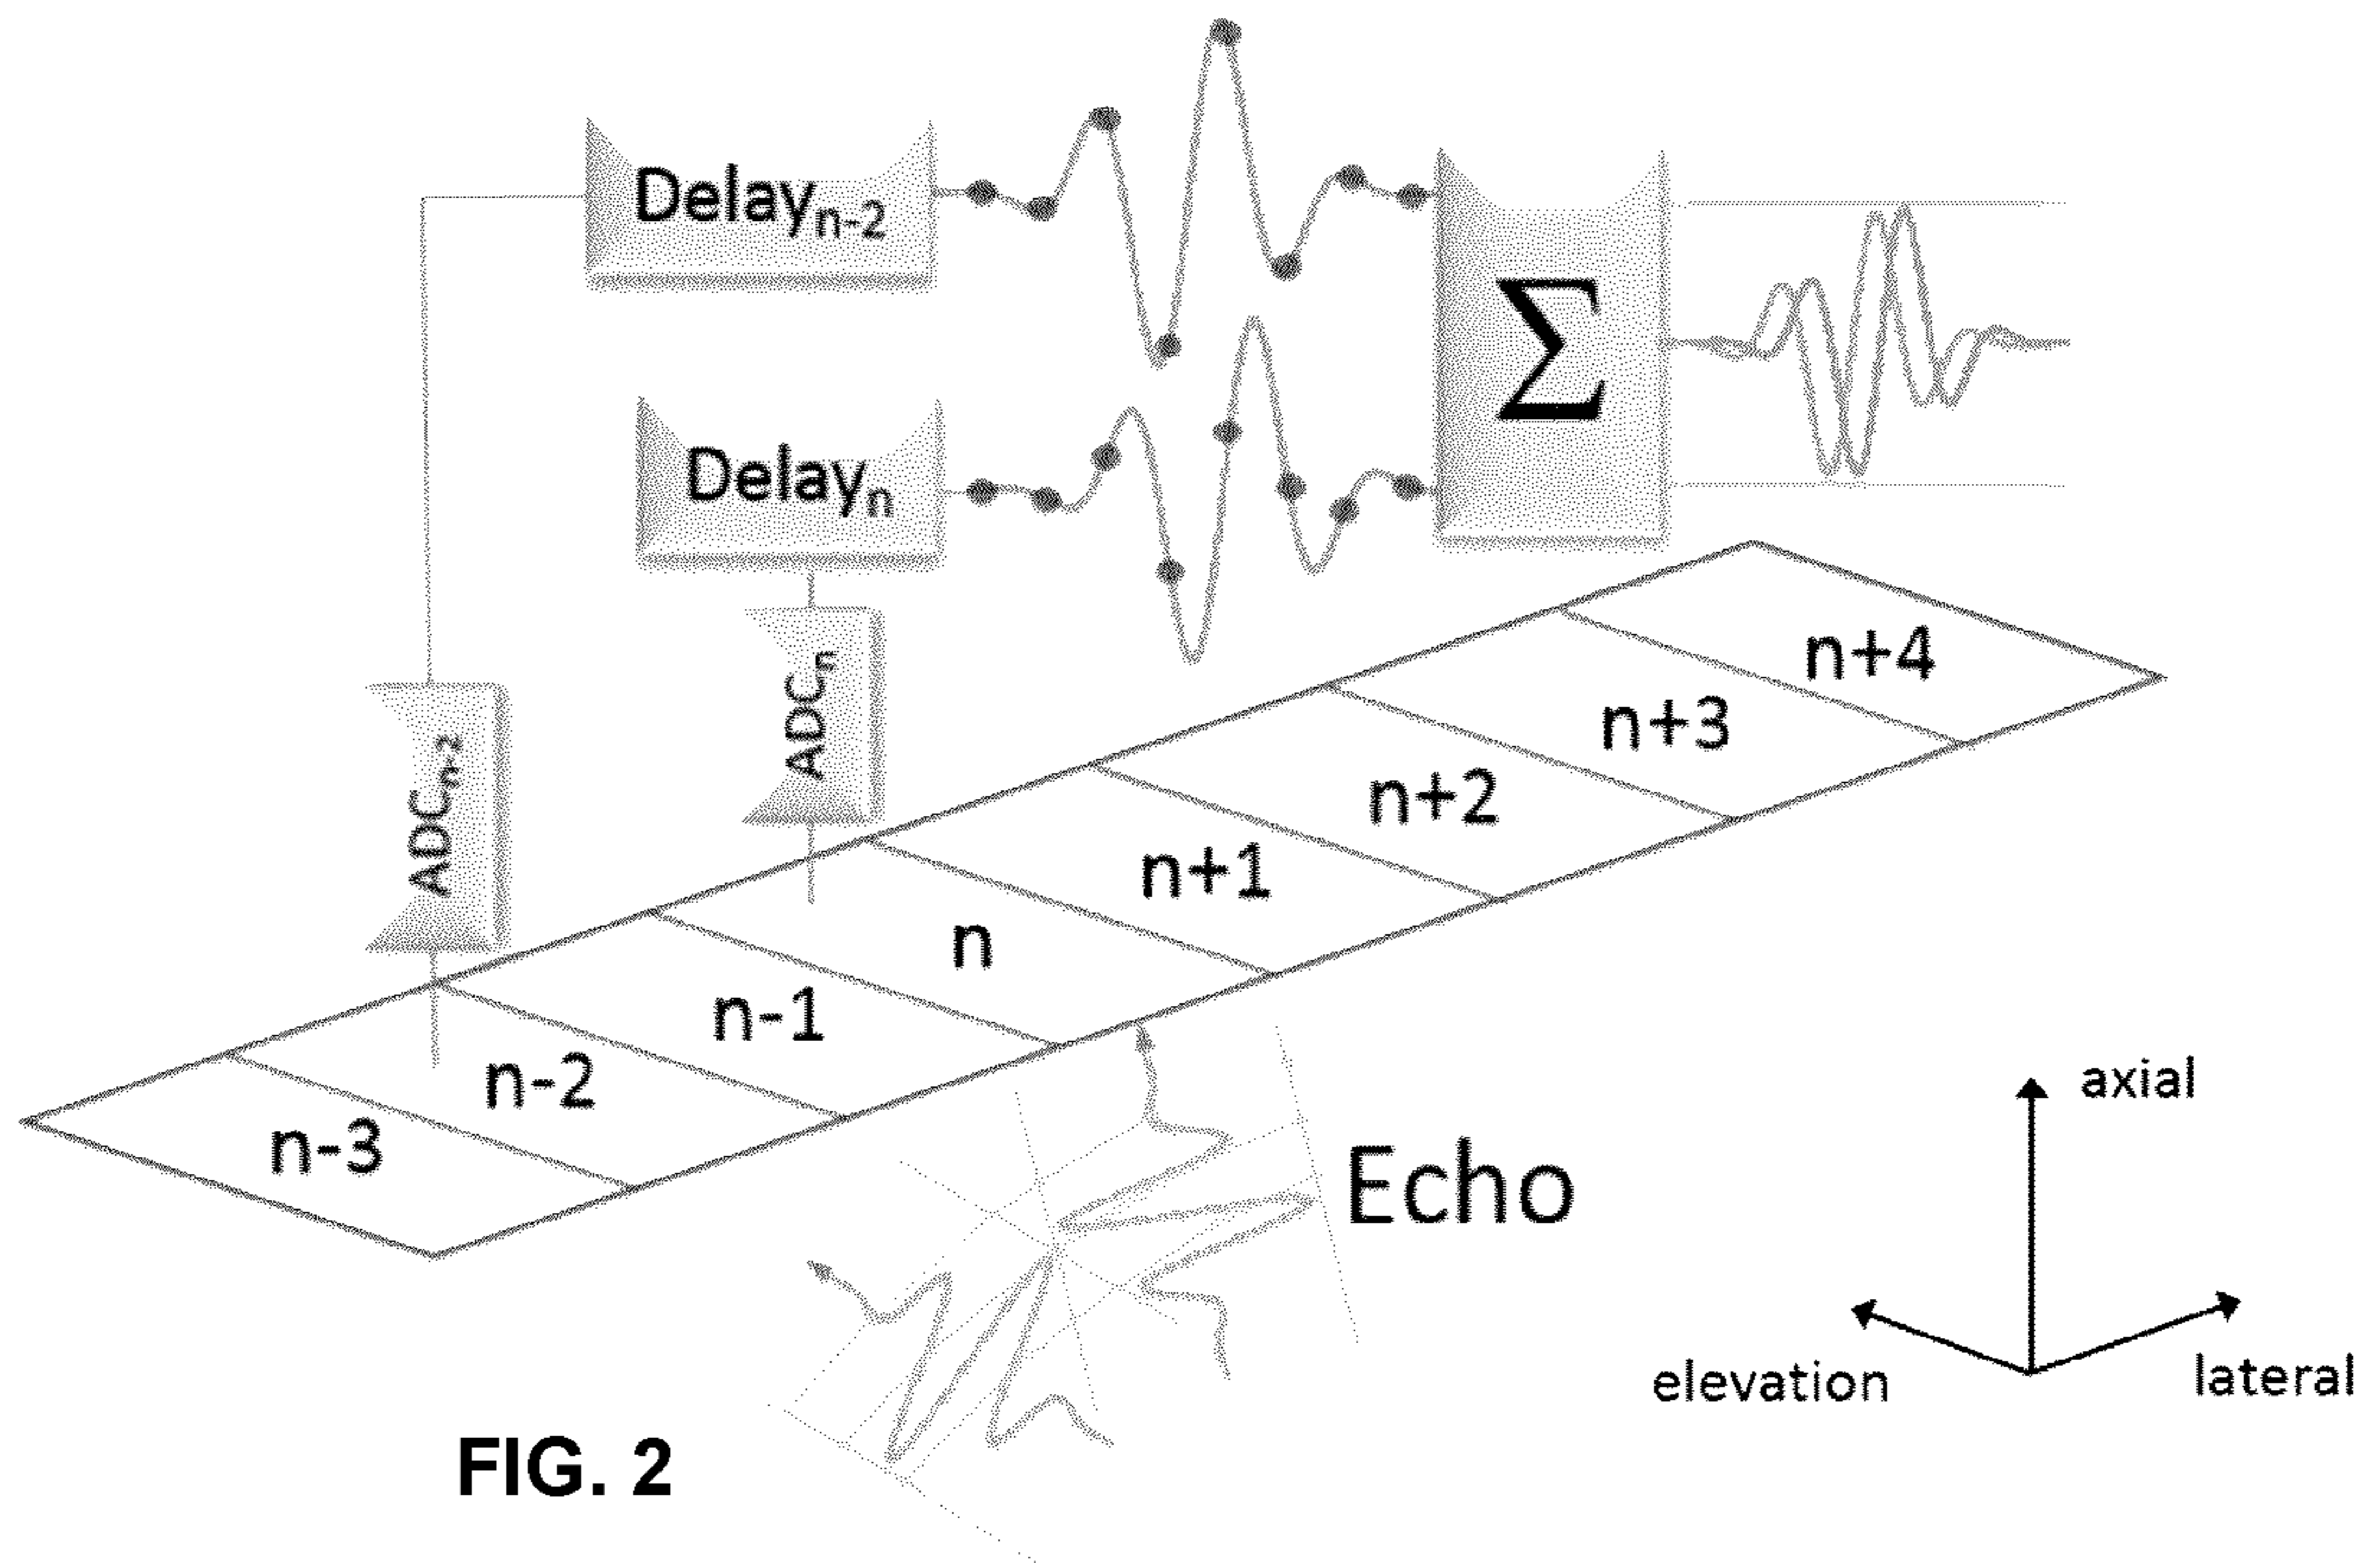 Delayn-2
Σ
Delayn
ADCn
ADCn-2
n+4
n+3
n+2
n+1
n
n-1
n-2
n-3
Echo
axial
elevation
lateral
FIG. 2